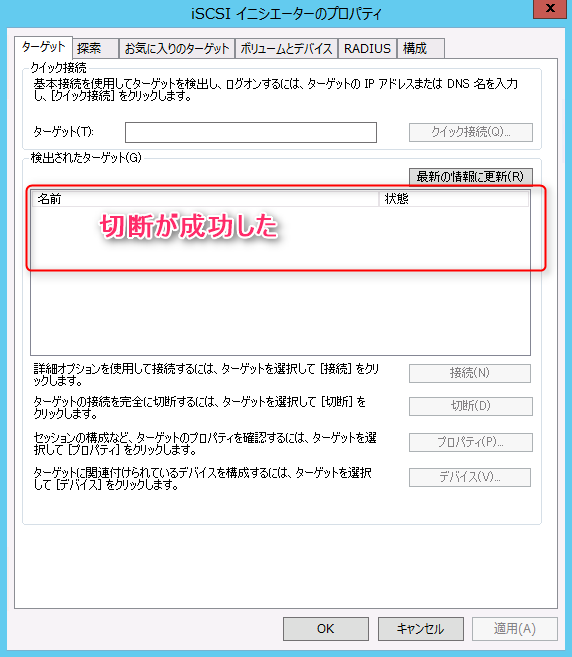 iSCSI イニシエーターのプロパティ
x
ターゲット 探索 お気に入りのターゲット ボリュームとデバイス RADIUS 構成
クイック接続
基本接続を使用してターゲットを検出し、ログオンするには、ターゲットの IP アドレスまたは DNS 名を入力
し、[クイック接続] をクリックします。
ターゲット(T):
クイック接続(Q)...
検出されたターゲット(G)
最新の情報に更新(R)
名前 状態
切断が成功した
詳細オプションを使用して接続するには、ターゲットを選択して [接続] をクリ
ックします。
接続(N)
ターゲットの接続を完全に切断するには、ターゲットを選択して [切断] を
クリックします。
切断(D)
セッションの構成など、ターゲットのプロパティを確認するには、ターゲットを選
択して [プロパティ] をクリックします。
プロパティ(P)...
ターゲットに関連付けられているデバイスを構成するには、ターゲットを選択
して [デバイス] をクリックします。
デバイス(V)...
OK キャンセル 適用(A)